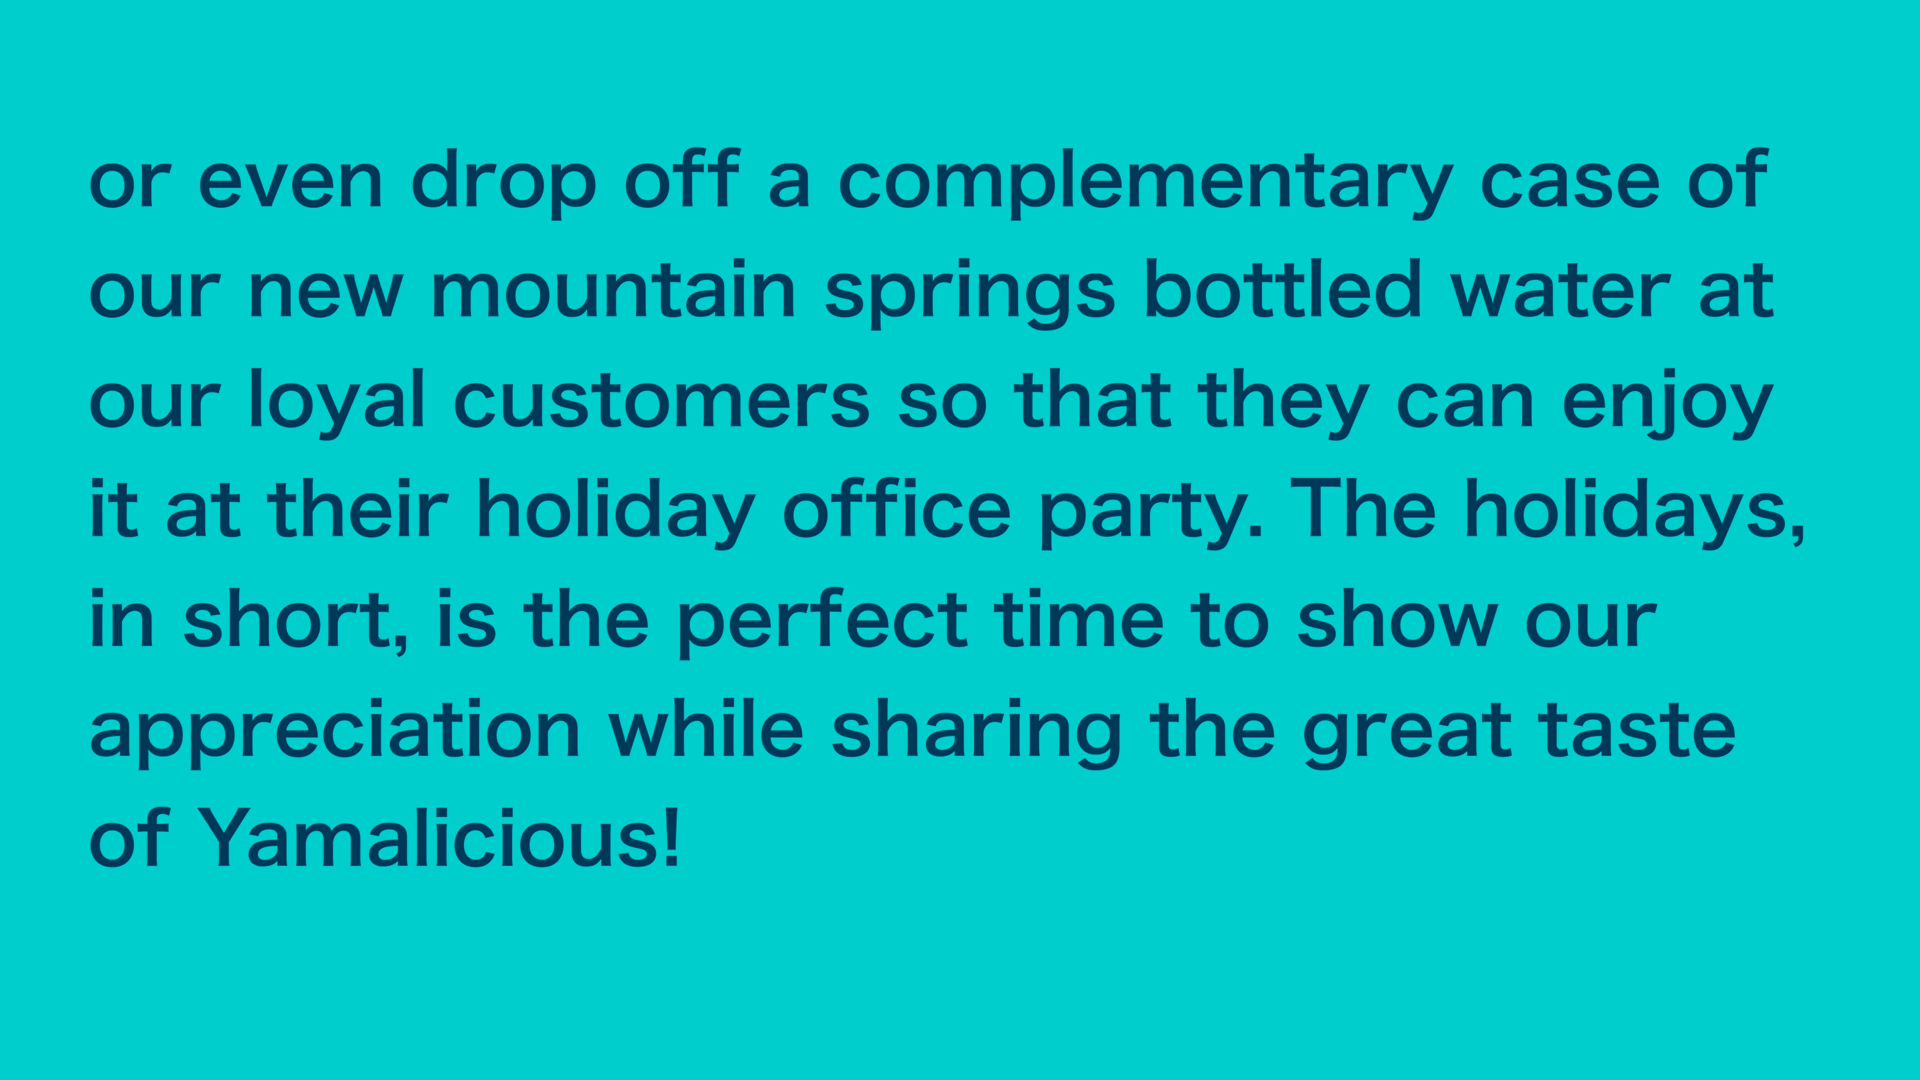 or even drop off a complementary case of
our new mountain springs bottled water at
our loyal customers so that they can enjoy
it at their holiday office party. The holidays,
in short, is the perfect time to show our
appreciation while sharing the great taste
of Yamalicious!